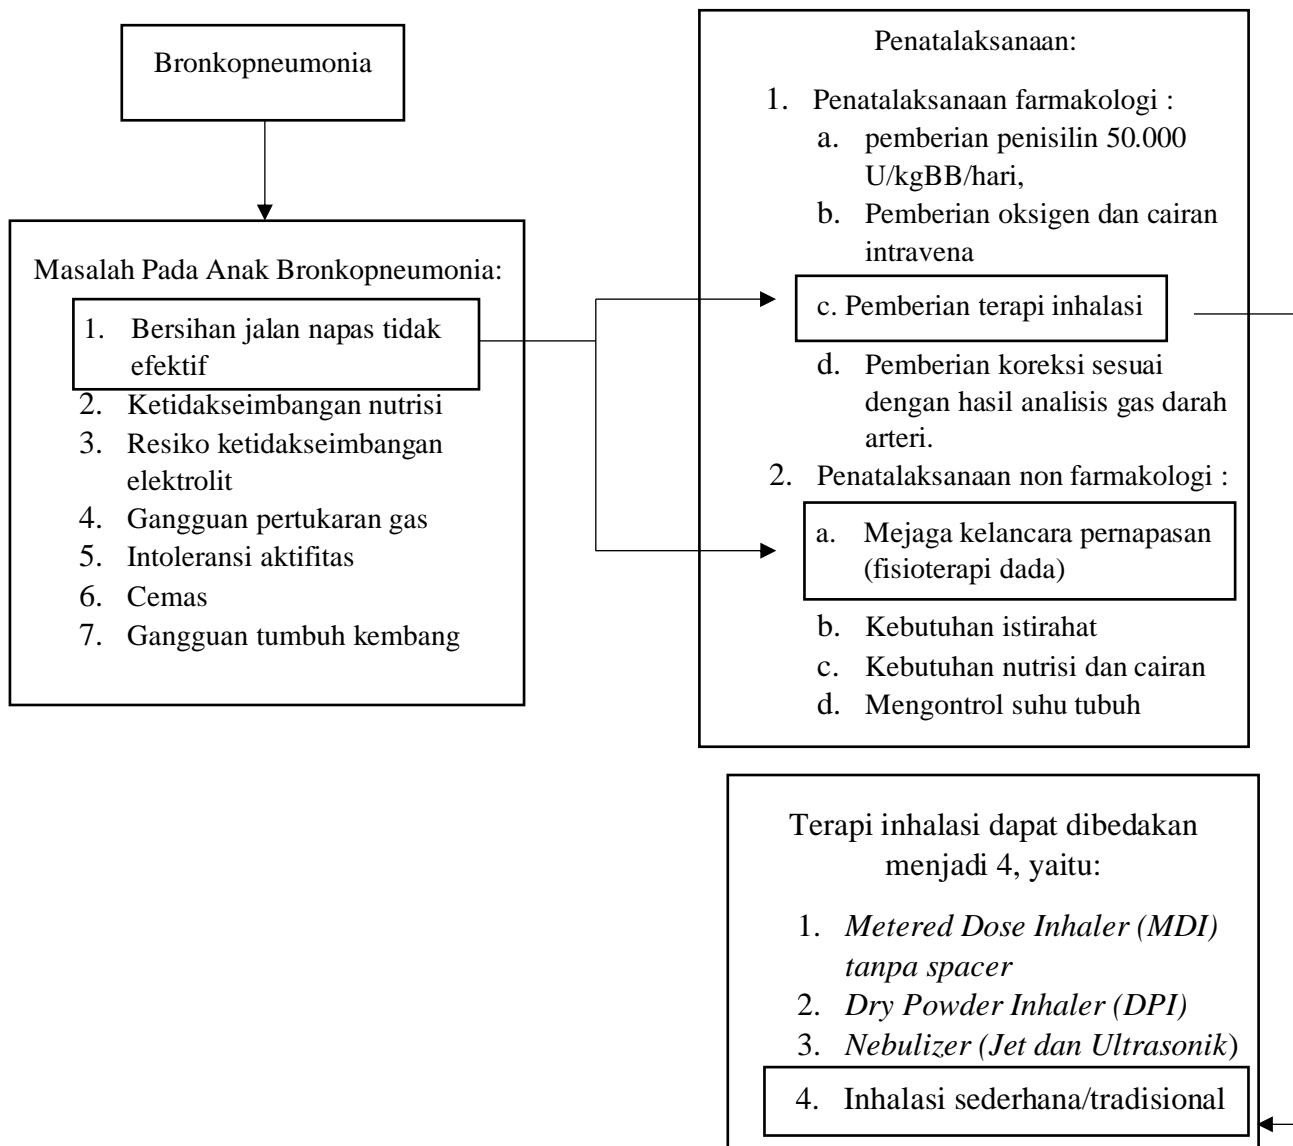 Bronkopneumonia
Masalah Pada Anak Bronkopneumonia:
1. Bersihan jalan napas tidak
efektif
2. Ketidakseimbangan nutrisi
3. Resiko ketidakseimbangan
elektrolit
4. Gangguan pertukaran gas
5. Intoleransi aktifitas
6. Cemas
7. Gangguan tumbuh kembang
Penatalaksanaan:
1. Penatalaksanaan farmakologi :
a. pemberian penisilin 50.000
U/kgBB/hari,
b. Pemberian oksigen dan cairan
intravena
c. Pemberian terapi inhalasi
d. Pemberian koreksi sesuai
dengan hasil analisis gas darah
arteri.
2. Penatalaksanaan non farmakologi :
a. Mejaga kelancara pernapasan
(fisioterapi dada)
b. Kebutuhan istirahat
c. Kebutuhan nutrisi dan cairan
d. Mengontrol suhu tubuh
Terapi inhalasi dapat dibedakan
menjadi 4, yaitu:
1. Metered Dose Inhaler (MDI)
tanpa spacer
2. Dry Powder Inhaler (DPI)
3. Nebulizer (Jet dan Ultrasonik)
4. Inhalasi sederhana/tradisional